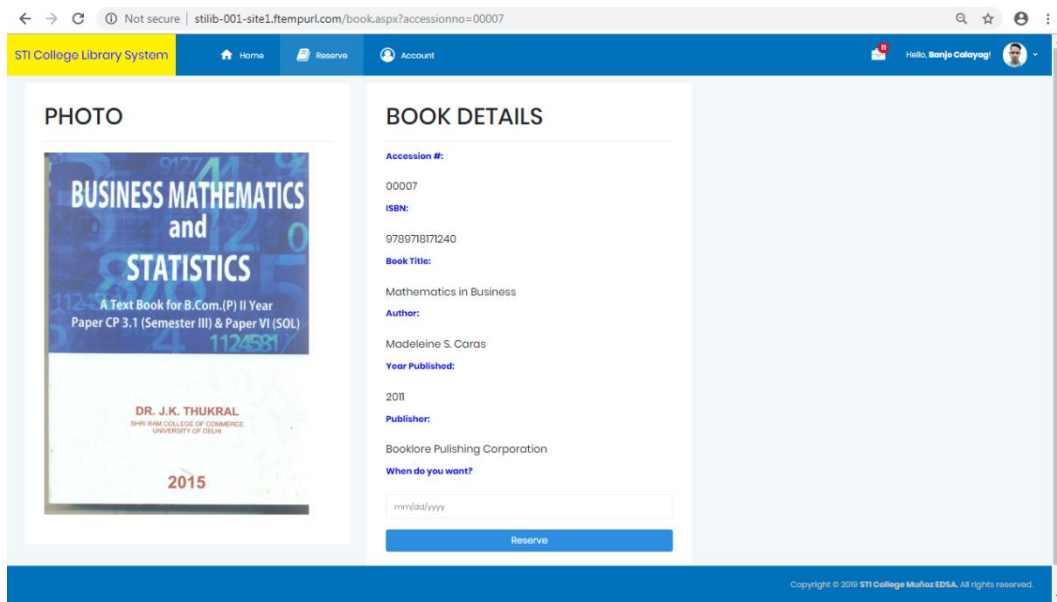 Not secure | stilib-001-site1.ftempurl.com/book.aspx?accessionno=00007
STI College Library System
Home
Reserve
Account
11
Hello, Banjo Calayag!
PHOTO
BUSINESS MATHEMATICS
and
STATISTICS
A Text Book for B.Com.(P) II Year
Paper CP 3.1 (Semester III) & Paper VI (SOL)
1124581
DR. J.K. THUKRAL
SHRI RAM COLLEGE OF COMMERCE
UNIVERSITY OF DELHI
2015
BOOK DETAILS
Accession #:
00007
ISBN:
9789718171240
Book Title:
Mathematics in Business
Author:
Madeleine S. Caras
Year Published:
2011
Publisher:
Booklore Pulishing Corporation
When do you want?
mm/dd/yyyy
Reserve
Copyright © 2019 STI College Muñoz EDSA. All rights reserved.